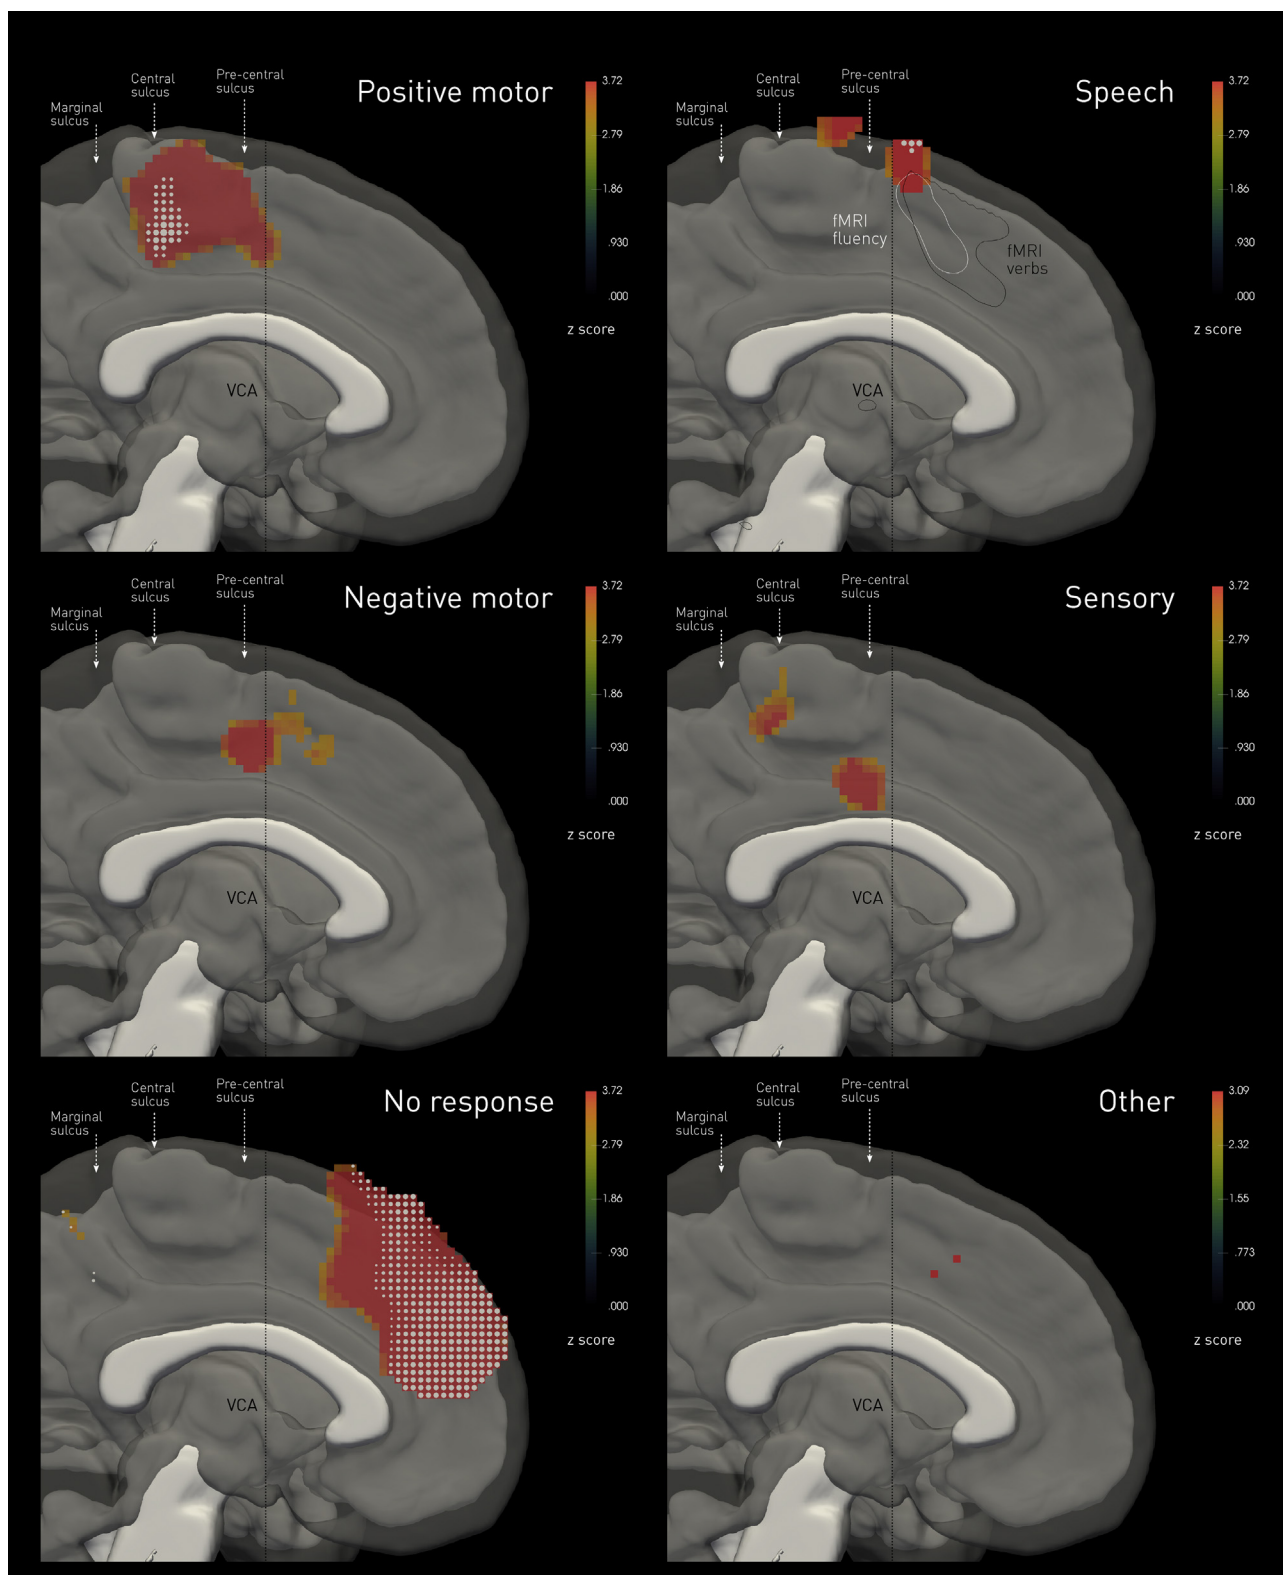 Positive motor
Marginal
sulcus
Central
sulcus
Pre-central
sulcus
3.72
2.79
1.86
.930
.000
z score
VCA
Speech
Marginal
sulcus
Central
sulcus
Pre-central
sulcus
fMRI
fluency
fMRI
verbs
3.72
2.79
1.86
.930
.000
z score
VCA
Negative motor
Marginal
sulcus
Central
sulcus
Pre-central
sulcus
3.72
2.79
1.86
.930
.000
z score
VCA
Sensory
Marginal
sulcus
Central
sulcus
Pre-central
sulcus
3.72
2.79
1.86
.930
.000
z score
VCA
No response
Marginal
sulcus
Central
sulcus
Pre-central
sulcus
3.72
2.79
1.86
.930
.000
z score
VCA
Other
Marginal
sulcus
Central
sulcus
Pre-central
sulcus
3.09
2.32
1.55
.773
.000
z score
VCA